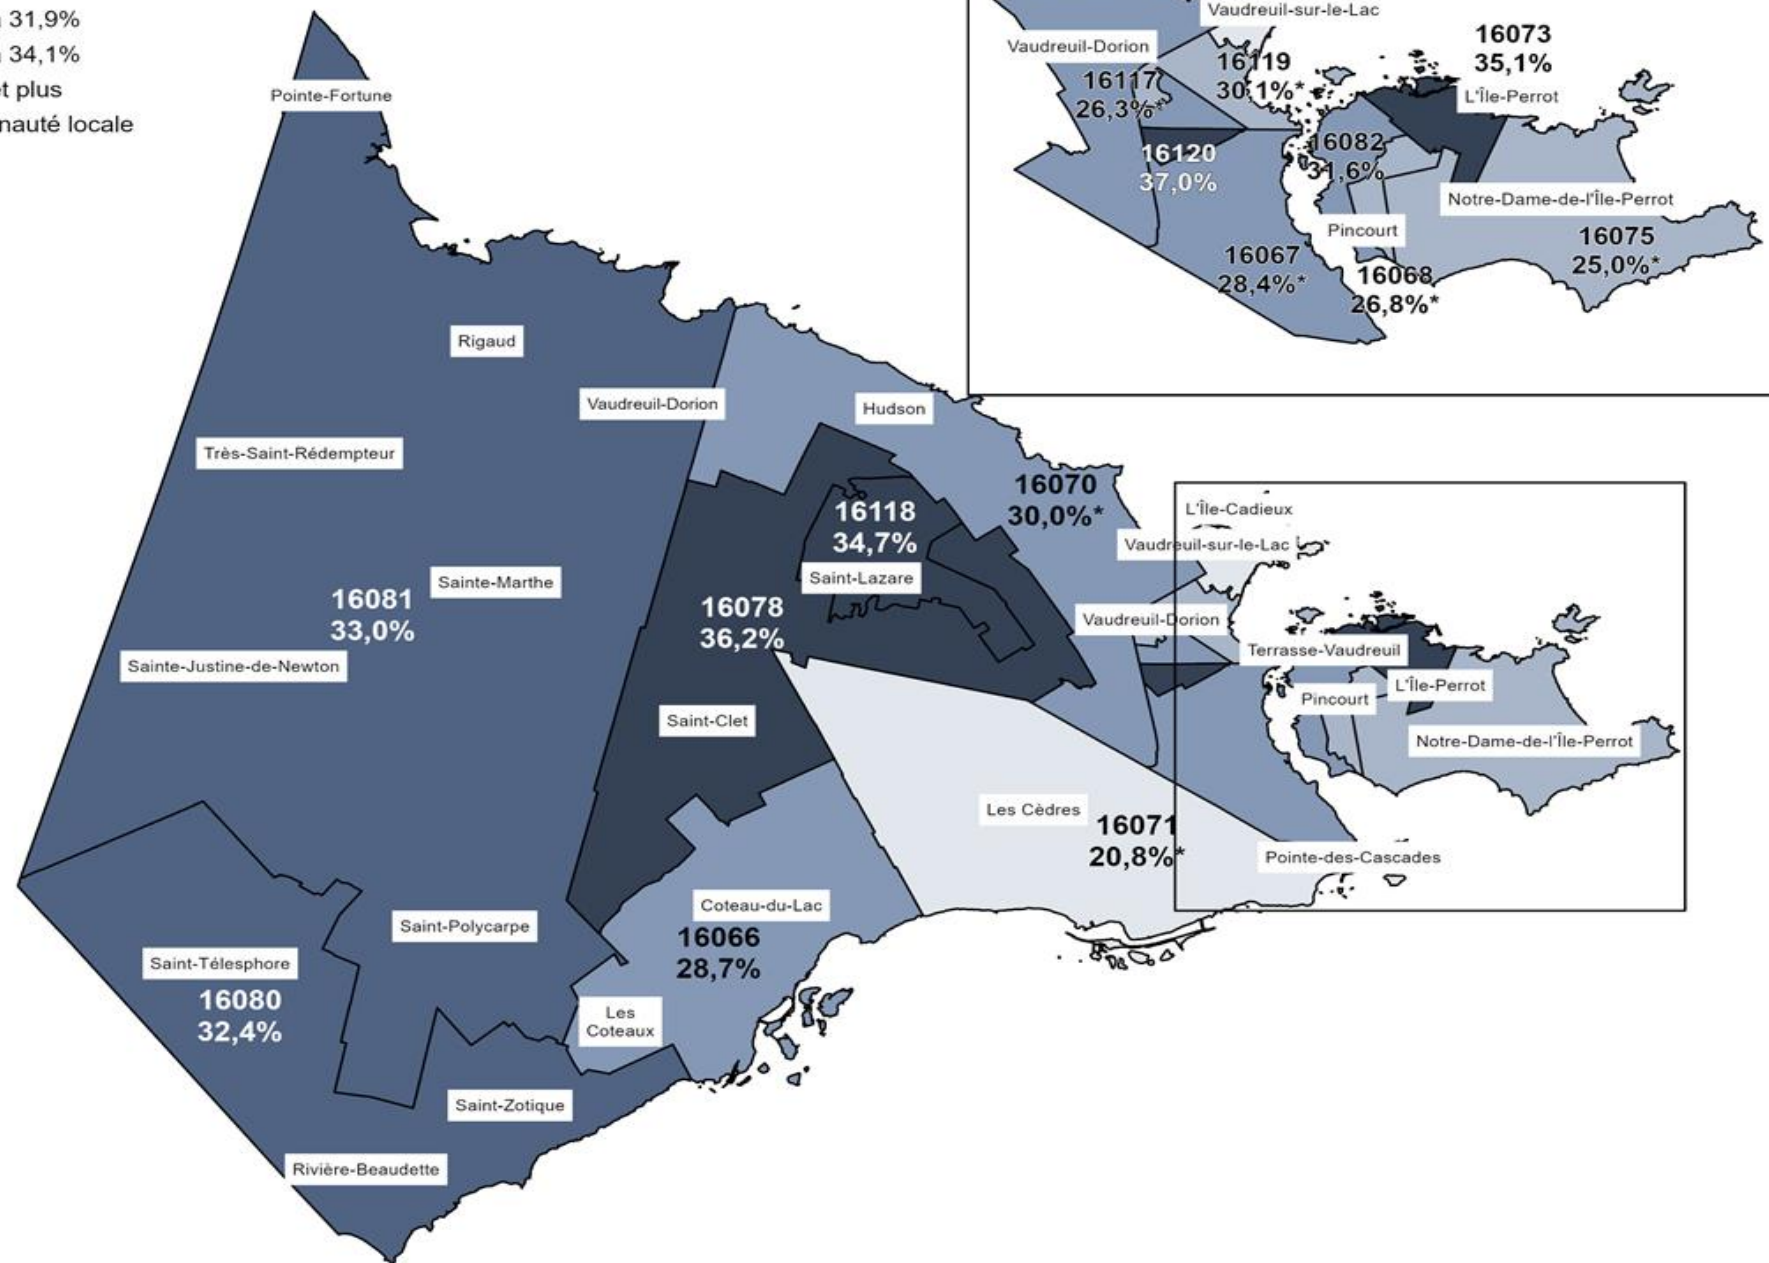 à 31,9%
à 34,1%
et plus
nauté locale
Vaudreuil-sur-le-Lac
Vaudreuil-Dorion
16117
26,3%*
16119
30,1%*
16073
35,1%
L'Île-Perrot
16120
37,0%
16082
31,6%
Notre-Dame-de-l'Île-Perrot
Pincourt
16075
25,0%*
16067
28,4%*
16068
26,8%*
Pointe-Fortune
Rigaud
Vaudreuil-Dorion
Hudson
Très-Saint-Rédempteur
16070
30,0%*
16118
34,7%
Saint-Lazare
L'Île-Cadieux
Vaudreuil-sur-le-Lac
Sainte-Marthe
16081
33,0%
16078
36,2%
Vaudreuil-Dorion
Terrasse-Vaudreuil
Sainte-Justine-de-Newton
L'Île-Perrot
Pincourt
Saint-Clet
Notre-Dame-de-l'Île-Perrot
Les Cèdres
16071
20,8%*
Pointe-des-Cascades
Coteau-du-Lac
16066
28,7%
Saint-Polycarpe
Saint-Télesphore
16080
32,4%
Les
Coteaux
Saint-Zotique
Rivière-Beaudette